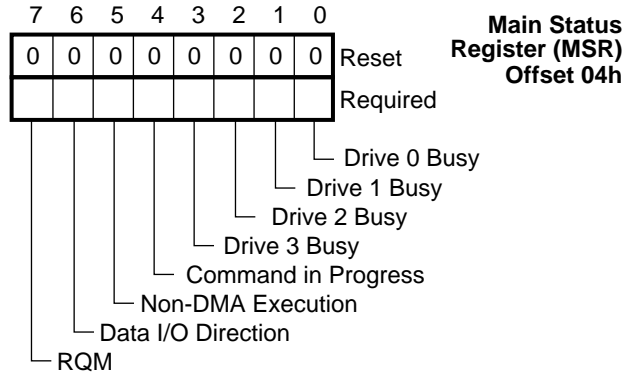 7 6 5 4 3 2 1 0
Main Status
Register (MSR)
Offset 04h
0 0 0 0 0 0 0 0 Reset
Required
Drive 0 Busy
Drive 1 Busy
Drive 2 Busy
Drive 3 Busy
Command in Progress
Non-DMA Execution
Data I/O Direction
RQM